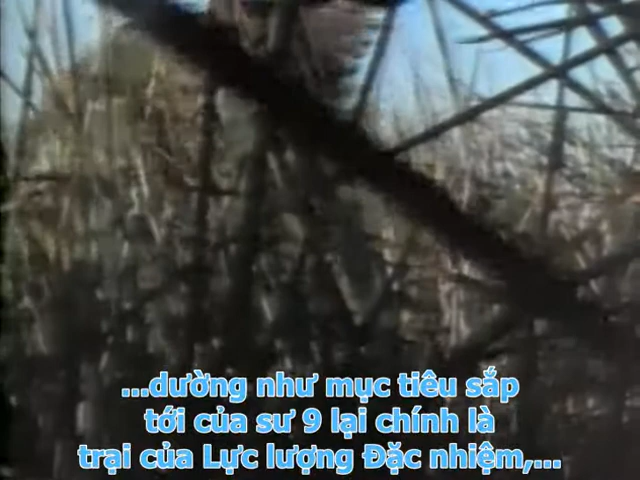 ...dường như mục tiêu sắp
tới của sư 9 lại chính là
trại của Lực lượng Đặc nhiệm,...